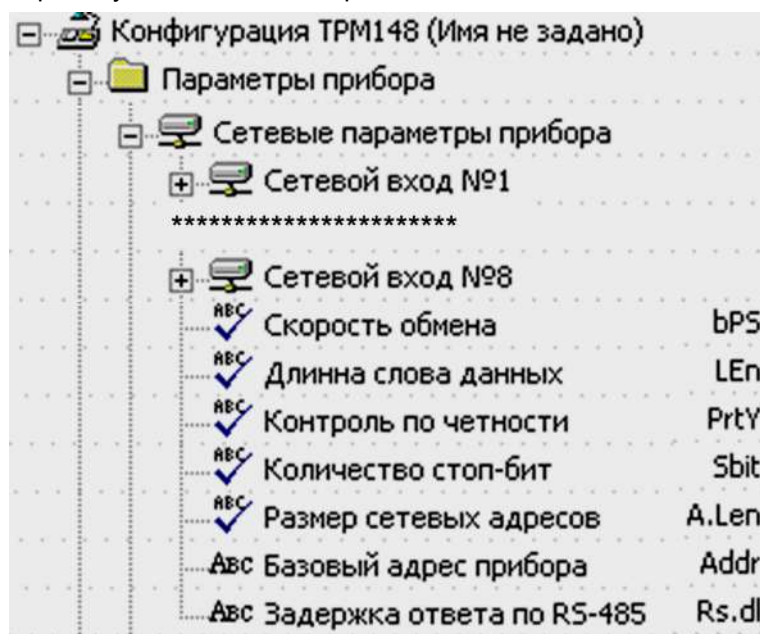 Конфигурация ТРМ148 (Имя не задано)
Параметры прибора
Сетевые параметры прибора
Сетевой вход №1
***********************
Сетевой вход №8
Скорость обмена bPS
Длинна слова данных LEn
Контроль по четности PrtY
Количество стоп-бит Sbit
Размер сетевых адресов A.Len
Базовый адрес прибора Addr
Задержка ответа по RS-485 Rs.dl